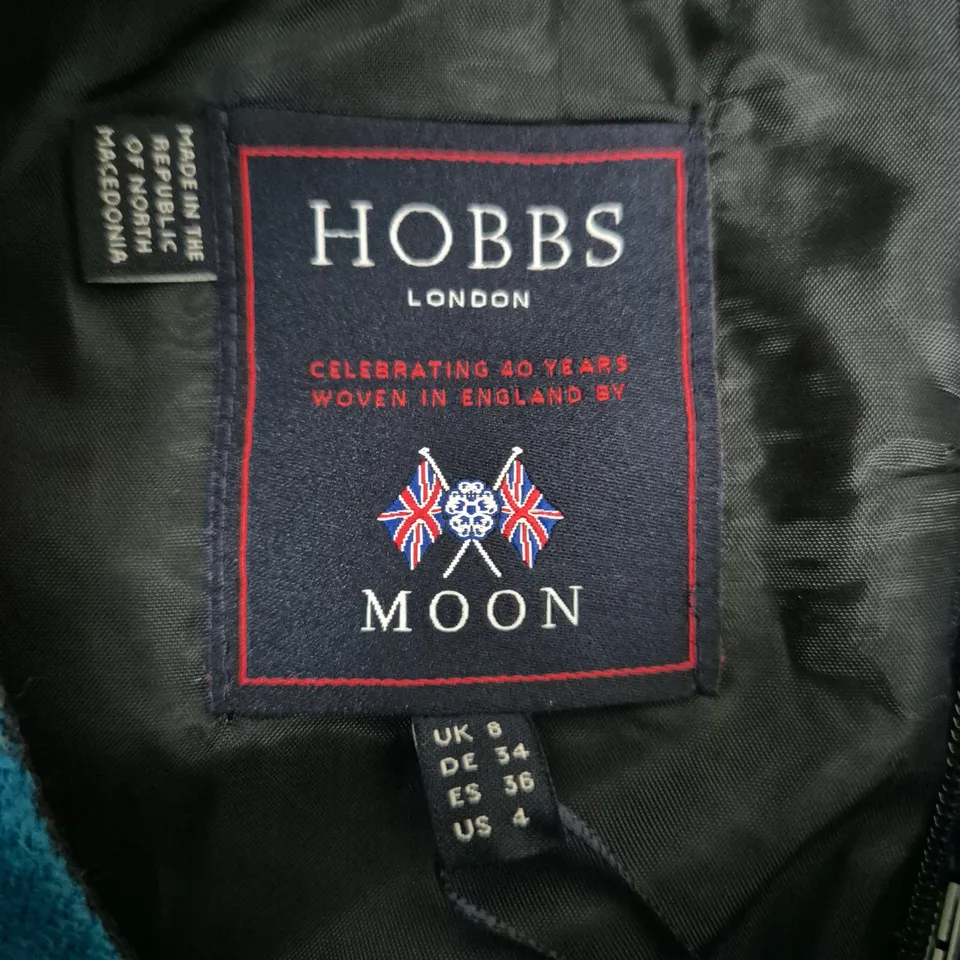 MADE IN THE
REPUBLIC
OF NORTH
MACEDONIA
HOBBS
LONDON
CELEBRATING 40 YEARS
WOVEN IN ENGLAND BY
MOON
UK 8
DE 34
ES 36
US 4